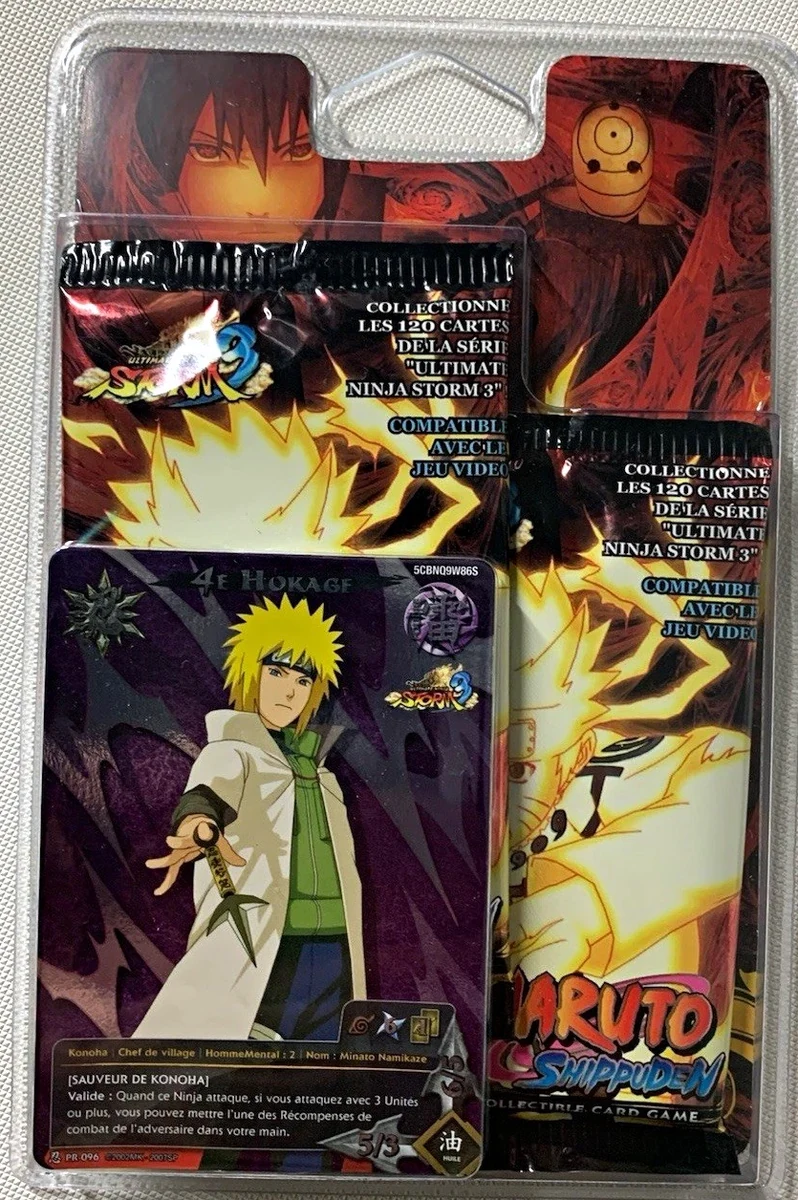 ULTIMATE
STORM 3
COLLECTIONNE
LES 120 CARTES
DE LA SÉRIE
"ULTIMATE
NINJA STORM 3"
COMPATIBLE
AVEC LE
JEU VIDEO
COLLECTIONNE
LES 120 CARTES
DE LA SÉRIE
"ULTIMATE
NINJA STORM 3"
COMPATIBLE
AVEC LE
JEU VIDEO
5CBNQ9W86S
4E HOKAGE
STORM 3
6
Konoha | Chef de village | HommeMental : 2 | Nom : Minato Namikaze
[SAUVEUR DE KONOHA]
Valide : Quand ce Ninja attaque, si vous attaquez avec 3 Unités
ou plus, vous pouvez mettre l'une des Récompenses de
combat de l'adversaire dans votre main.
5/3
油
HUILE
PR-096 ©2002MK- 2007SP
NARUTO
SHIPPUDEN
COLLECTIBLE CARD GAME